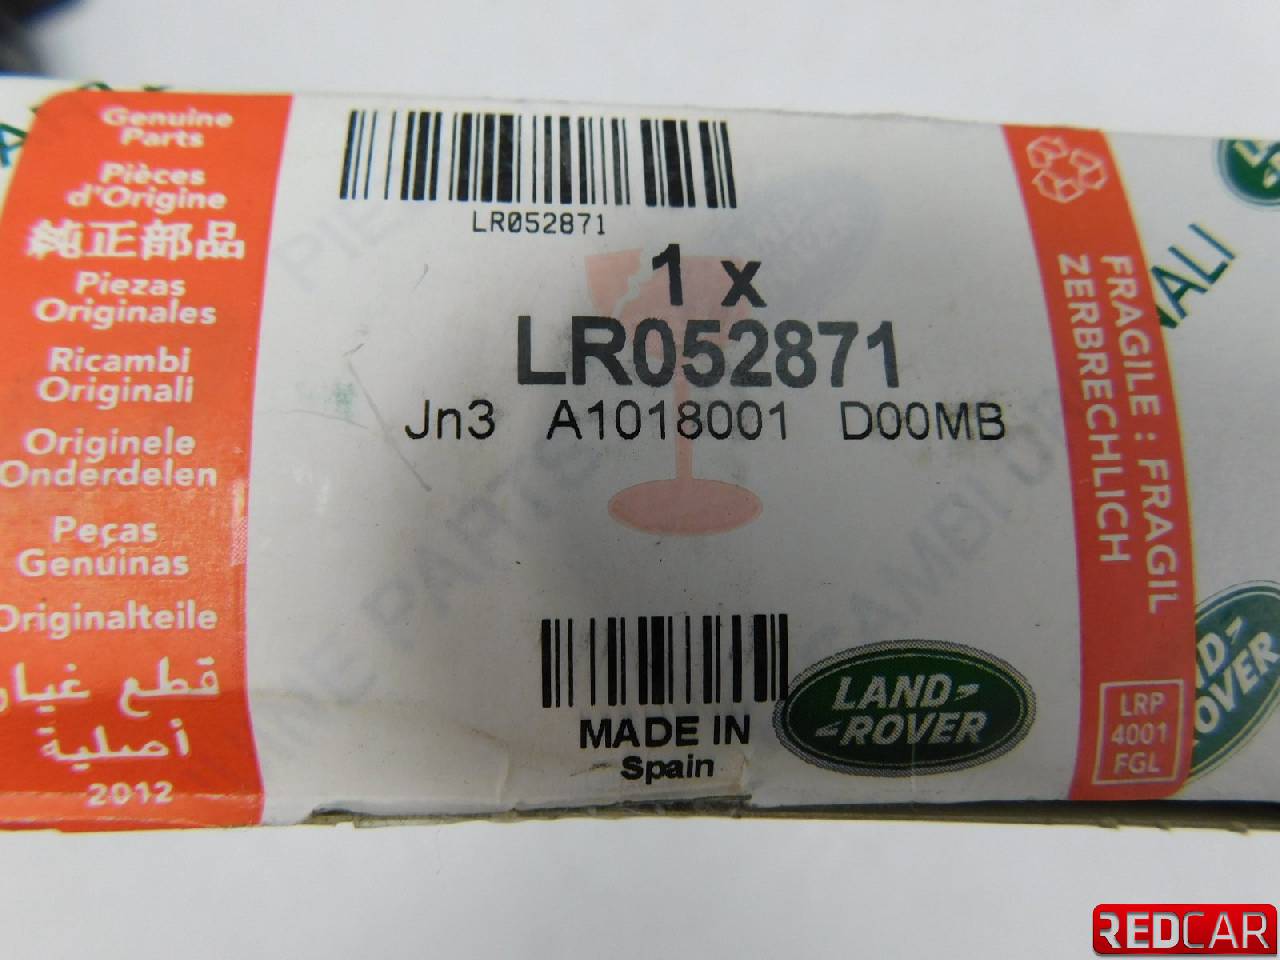 Genuine
Parts
Pièces
d'Origine
純正部品
Piezas
Originales
Ricambi
Originali
Originele
Onderdelen
Peças
Genuinas
Originalteile
قطع غيار
أصلية
2012
LR052871
1 x
LR052871
Jn3 A1018001 D00MB
MADE IN
Spain
LAND
ROVER
FRAGILE : FRAGIL
ZERBRECHLICH
LRP
4001
FGL
NALI
ROVER
REDCAR